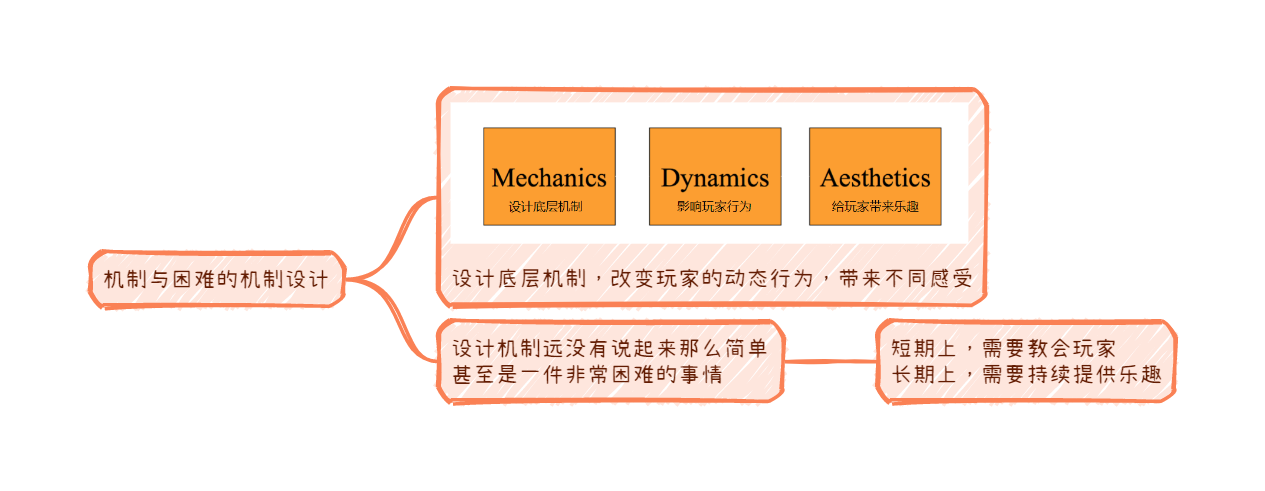 机制与困难的机制设计
Mechanics
设计底层机制
Dynamics
影响玩家行为
Aesthetics
给玩家带来乐趣
设计底层机制，改变玩家的动态行为，带来不同感受
设计机制远没有说起来那么简单
甚至是一件非常困难的事情
短期上，需要教会玩家
长期上，需要持续提供乐趣